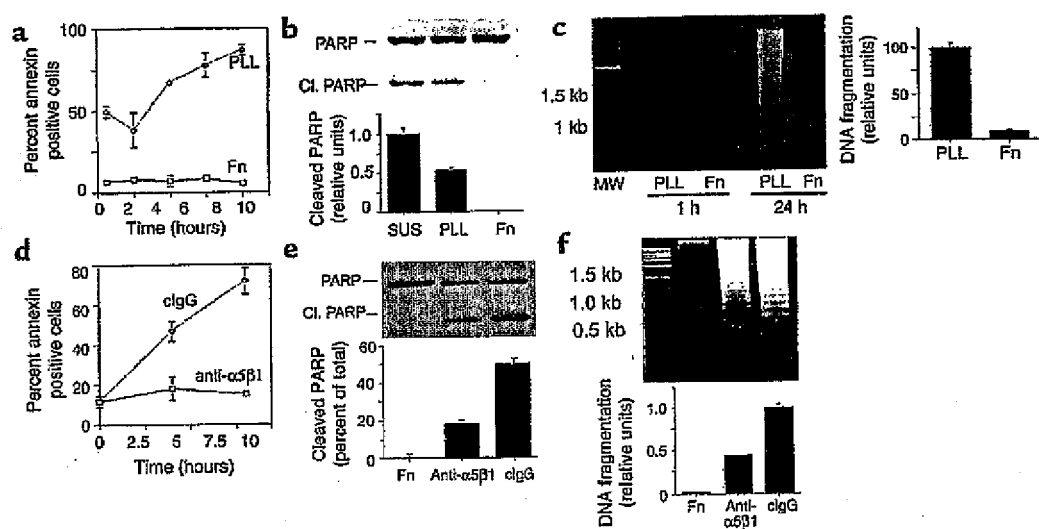 a
Percent annexin
positive cells
100
50
0
PLL
Fn
0 2 5 7 10
Time (hours)
b
PARP
Cl. PARP
Cleaved PARP
(relative units)
1.0
0.5
0
SUS PLL Fn
c
1.5 kb
1 kb
MW PLL Fn PLL Fn
1 h 24 h
DNA fragmentation
(relative units)
100
50
0
PLL Fn
d
Percent annexin
positive cells
80
60
40
20
0
cIgG
anti-α5β1
0 2.5 5 7.5 10
Time (hours)
e
PARP
Cl. PARP
Cleaved PARP
(percent of total)
60
40
20
0
Fn Anti-α5β1 cIgG
f
1.5 kb
1.0 kb
0.5 kb
DNA fragmentation
(relative units)
1.0
0.5
0
Fn Anti-
α5β1 cIgG